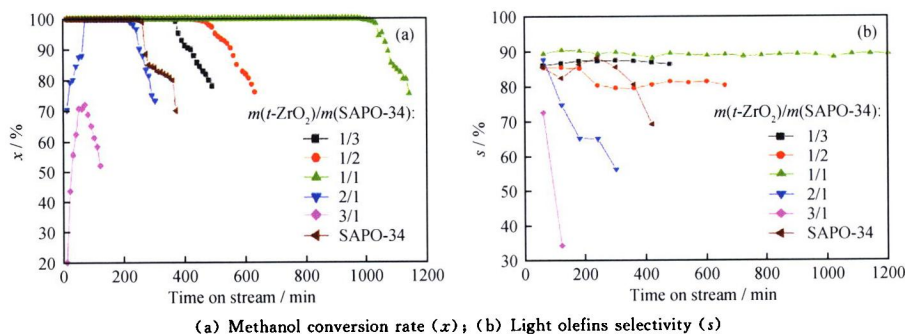 100
90
80
70
60
50
40
30
20
x / %
(a)
m(t-ZrO₂)/m(SAPO-34):
1/3
1/2
1/1
2/1
3/1
SAPO-34
0 200 400 600 800 1000 1200
Time on stream / min
100
90
80
70
60
50
40
30
s / %
(b)
m(t-ZrO₂)/m(SAPO-34):
1/3
1/2
1/1
2/1
3/1
SAPO-34
0 200 400 600 800 1000 1200
Time on stream / min
(a) Methanol conversion rate (x); (b) Light olefins selectivity (s)